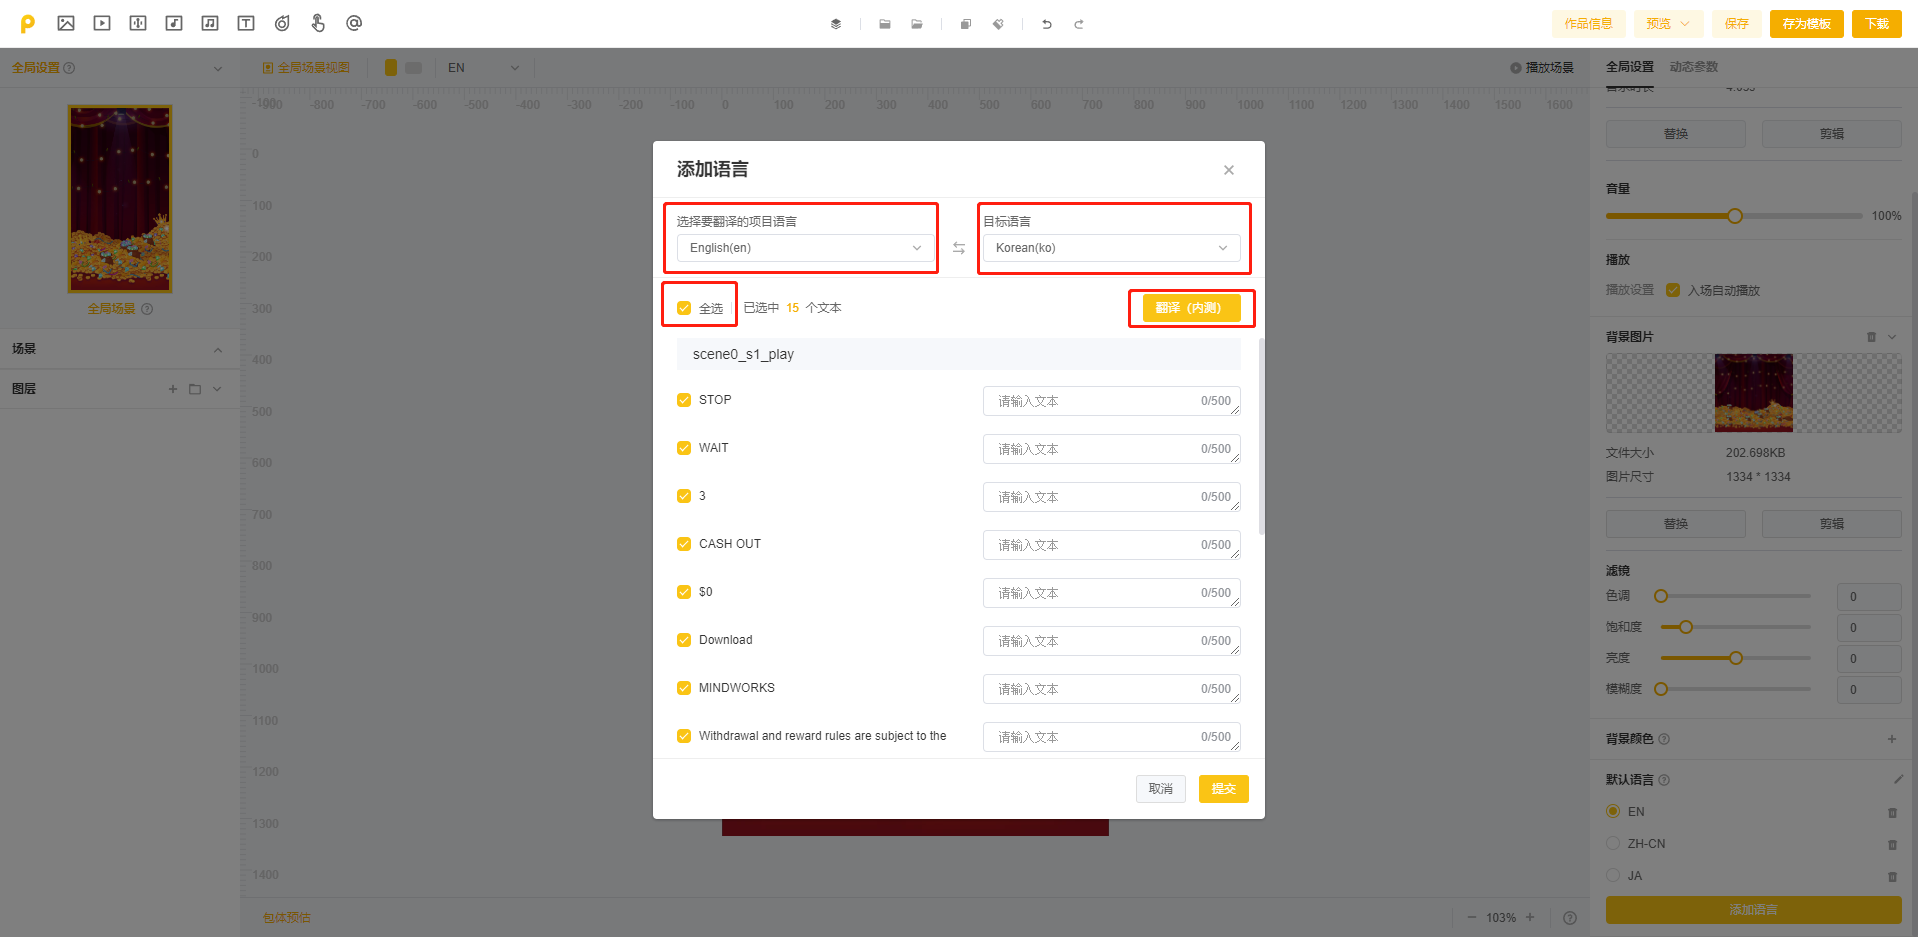 作品信息
预览
保存
存为模板
下载
全局设置
全局场景视图
EN
播放场景
全局设置
动态参数
-900 -800 -700 -600 -500 -400 -300 -200 -100 0 100 200 300 400 500 600 700 800 900 1000 1100 1200 1300 1400 1500 1600
-100
0
100
200
300
400
500
600
700
800
900
1000
1100
1200
1300
1400
全局场景
场景
图层
添加语言
选择要翻译的项目语言
目标语言
English(en)
Korean(ko)
全选
已选中 15 个文本
翻译（内测）
scene0_s1_play
STOP
请输入文本 0/500
WAIT
请输入文本 0/500
3
请输入文本 0/500
CASH OUT
请输入文本 0/500
$0
请输入文本 0/500
Download
请输入文本 0/500
MINDWORKS
请输入文本 0/500
Withdrawal and reward rules are subject to the
请输入文本 0/500
取消
提交
包体预估
103%
替换
剪辑
音量
100%
播放
播放设置
入场自动播放
背景图片
文件大小 202.698KB
图片尺寸 1334 * 1334
替换
剪辑
滤镜
色调 0
饱和度 0
亮度 0
模糊度 0
背景颜色
默认语言
EN
ZH-CN
JA
添加语言